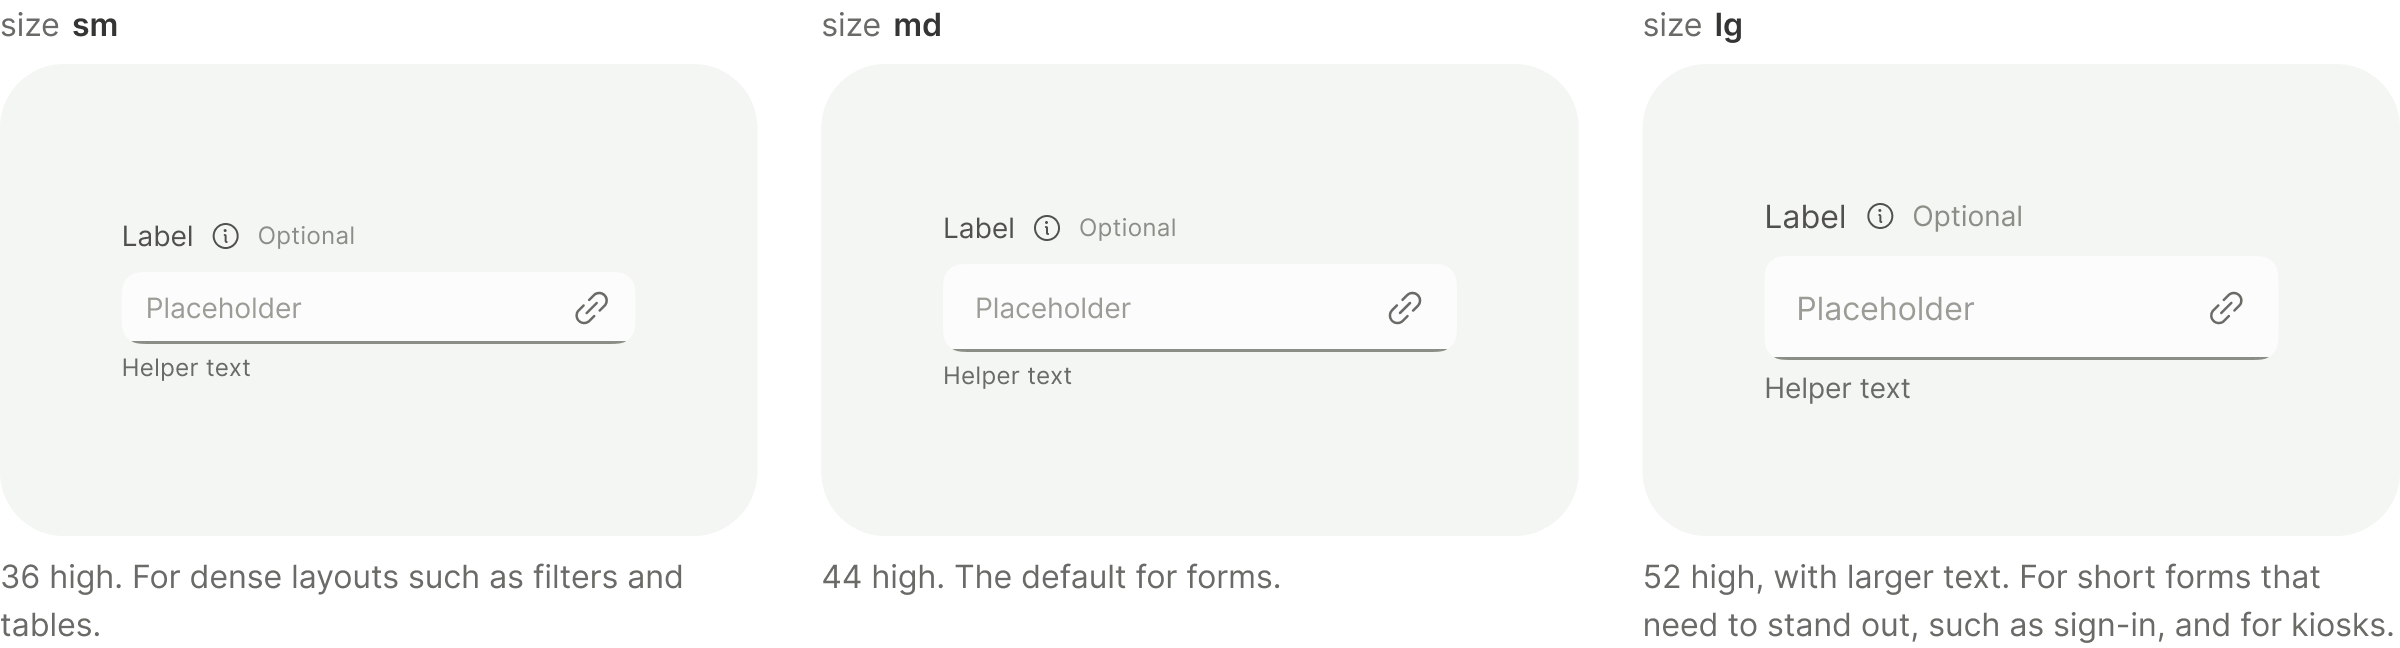 size sm
Label Optional
Placeholder
Helper text
36 high. For dense layouts such as filters and
tables.
size md
Label Optional
Placeholder
Helper text
44 high. The default for forms.
size lg
Label Optional
Placeholder
Helper text
52 high, with larger text. For short forms that
need to stand out, such as sign-in, and for kiosks.